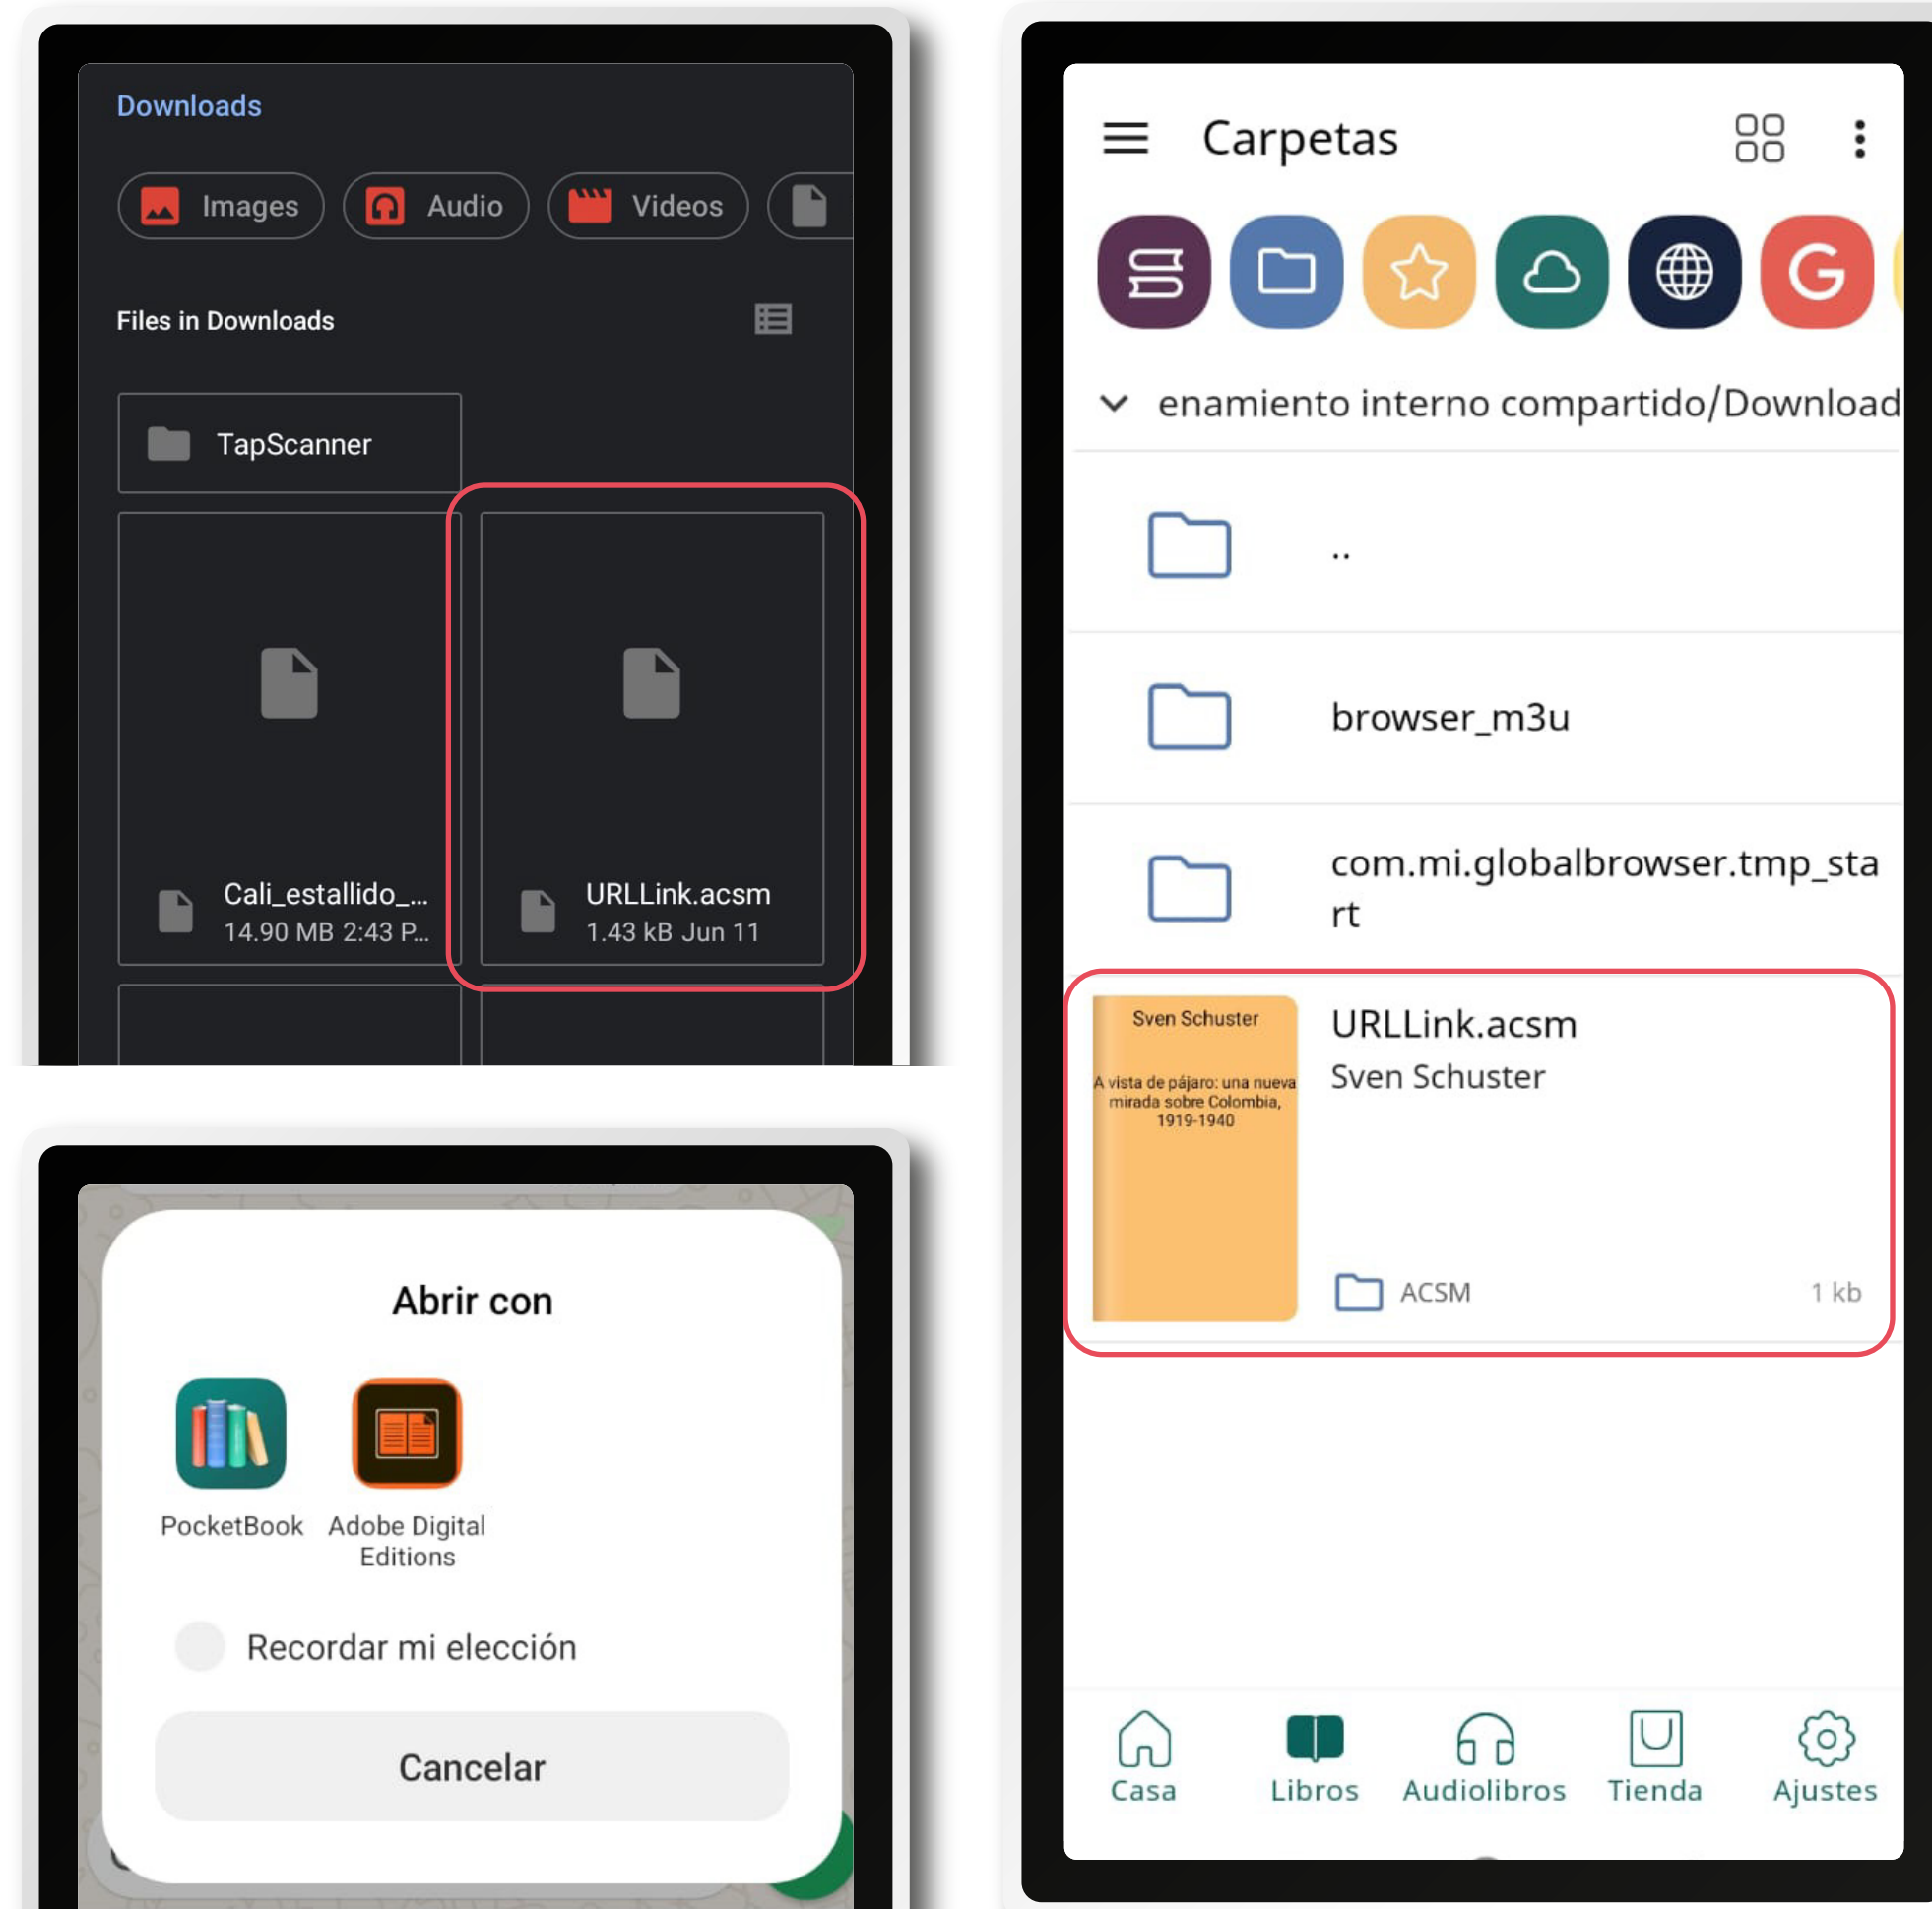 Downloads
Images
Audio
Videos
Files in Downloads
TapScanner
Cali_estallido_...
14.90 MB 2:43 P...
URLLink.acsm
1.43 kB Jun 11
Abrir con
PocketBook
Adobe Digital
Editions
Recordar mi elección
Cancelar
Carpetas
G
enamiento interno compartido/Download
..
browser_m3u
com.mi.globalbrowser.tmp_sta
rt
Sven Schuster
A vista de pájaro: una nueva
mirada sobre Colombia,
1919-1940
URLLink.acsm
Sven Schuster
ACSM
1 kb
Casa
Libros
Audiolibros
Tienda
Ajustes